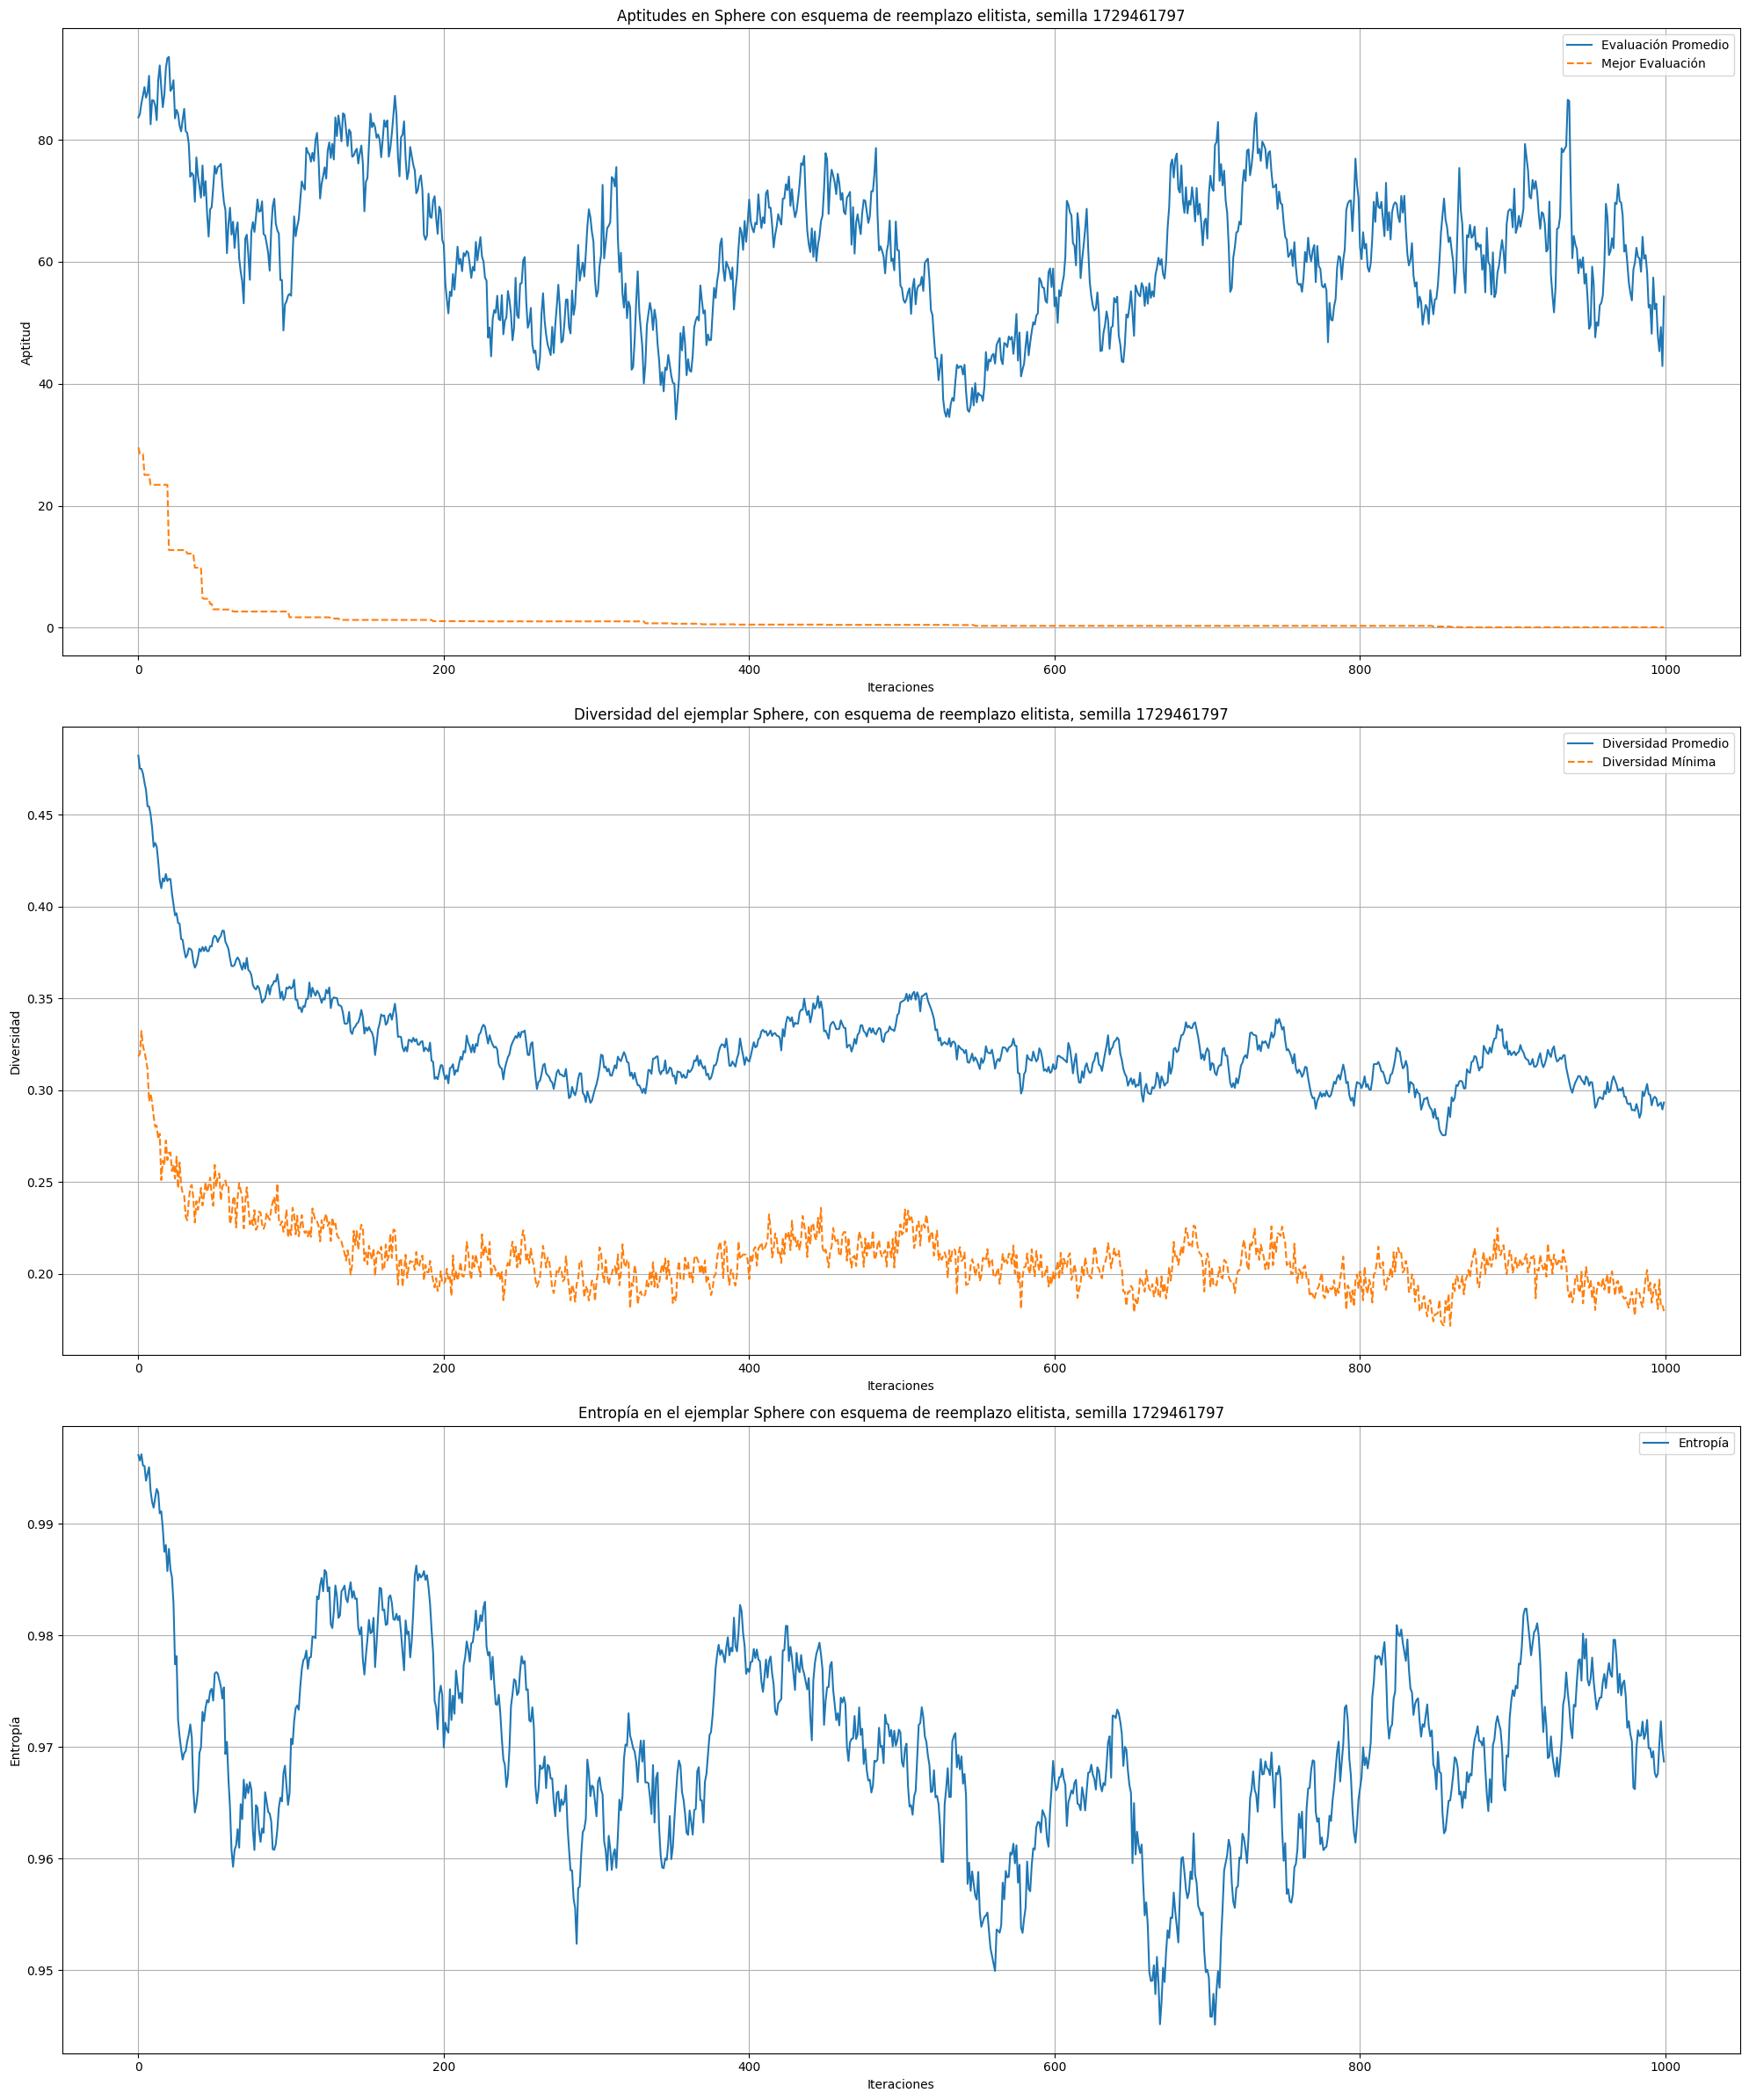 Aptitudes en Sphere con esquema de reemplazo elitista, semilla 1729461797
Evaluación Promedio
Mejor Evaluación
80
60
40
20
0
Aptitud
0 200 400 600 800 1000
Iteraciones
Diversidad del ejemplar Sphere, con esquema de reemplazo elitista, semilla 1729461797
Diversidad Promedio
Diversidad Mínima
0.45
0.40
0.35
0.30
0.25
0.20
Diversidad
0 200 400 600 800 1000
Iteraciones
Entropía en el ejemplar Sphere con esquema de reemplazo elitista, semilla 1729461797
Entropía
0.99
0.98
0.97
0.96
0.95
Entropía
0 200 400 600 800 1000
Iteraciones